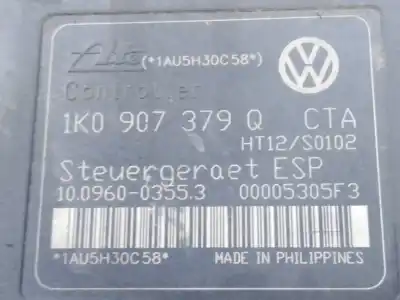 Ate (*1AU5H30C58*)
Controller
1K0 907 379 Q CTA
HT12/S0102
Steuergeraet ESP
10.0960-0355.3 00005305F3
*1AU5H30C58* MADE IN PHILIPPINES